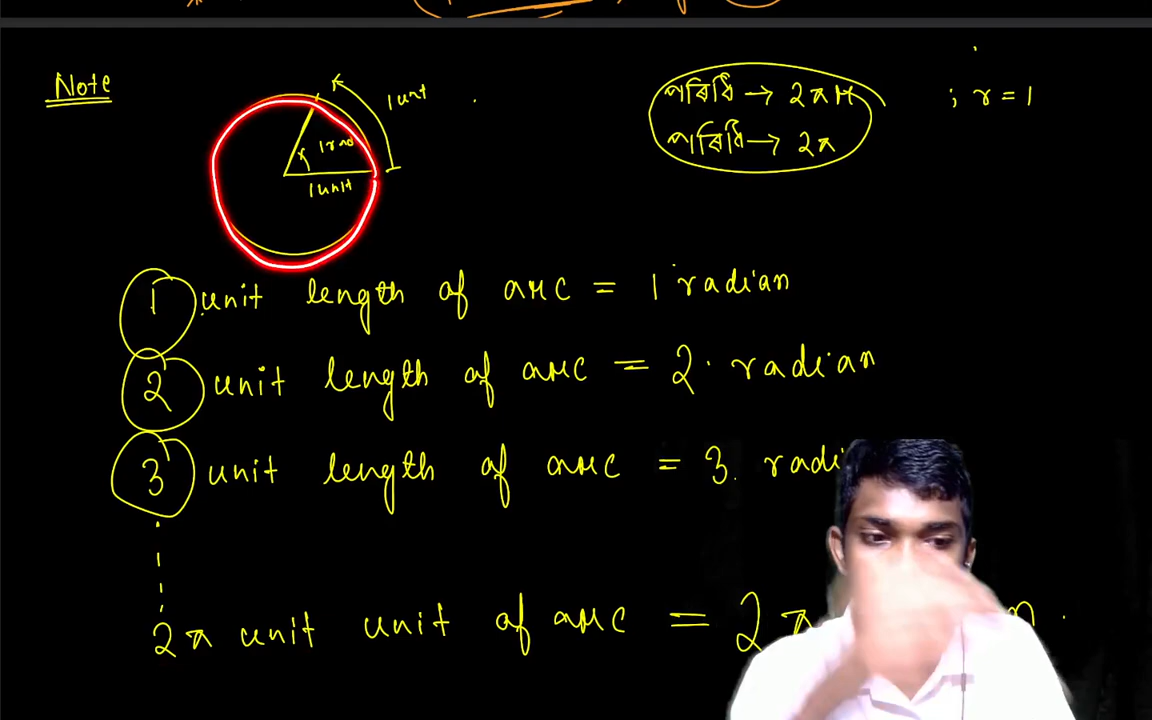 Note
1 unit
1 rad
1 unit
পৰিধি → 2πr ; r = 1
পৰিধি → 2π
1 unit length of arc = 1 radian
2 unit length of arc = 2. radian
3 unit length of arc = 3. radi
2π unit unit of arc = 2π